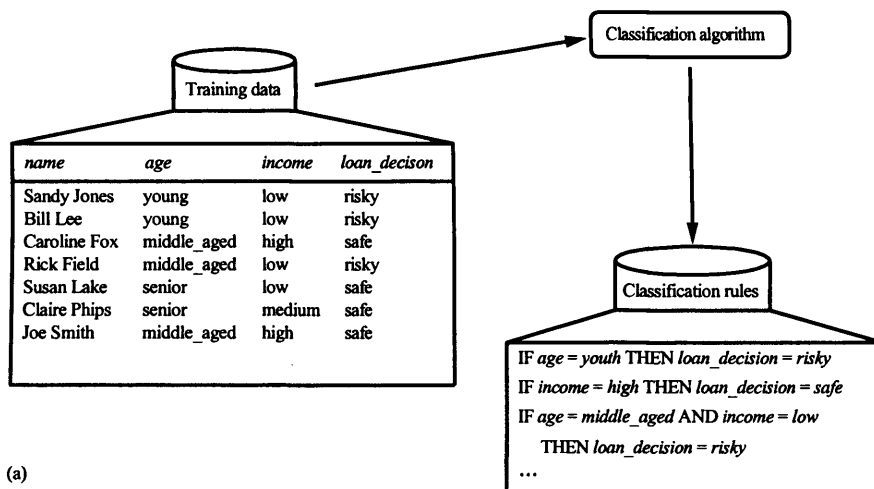 Classification algorithm
Training data
name age income loan_decison
Sandy Jones young low risky
Bill Lee young low risky
Caroline Fox middle_aged high safe
Rick Field middle_aged low risky
Susan Lake senior low safe
Claire Phips senior medium safe
Joe Smith middle_aged high safe
Classification rules
IF age = youth THEN loan_decision = risky
IF income = high THEN loan_decision = safe
IF age = middle_aged AND income = low
THEN loan_decision = risky
...
(a)